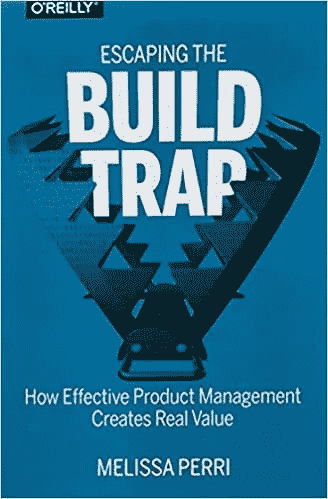 O'REILLY®
ESCAPING THE
BUILD
TRAP
How Effective Product Management
Creates Real Value
MELISSA PERRI